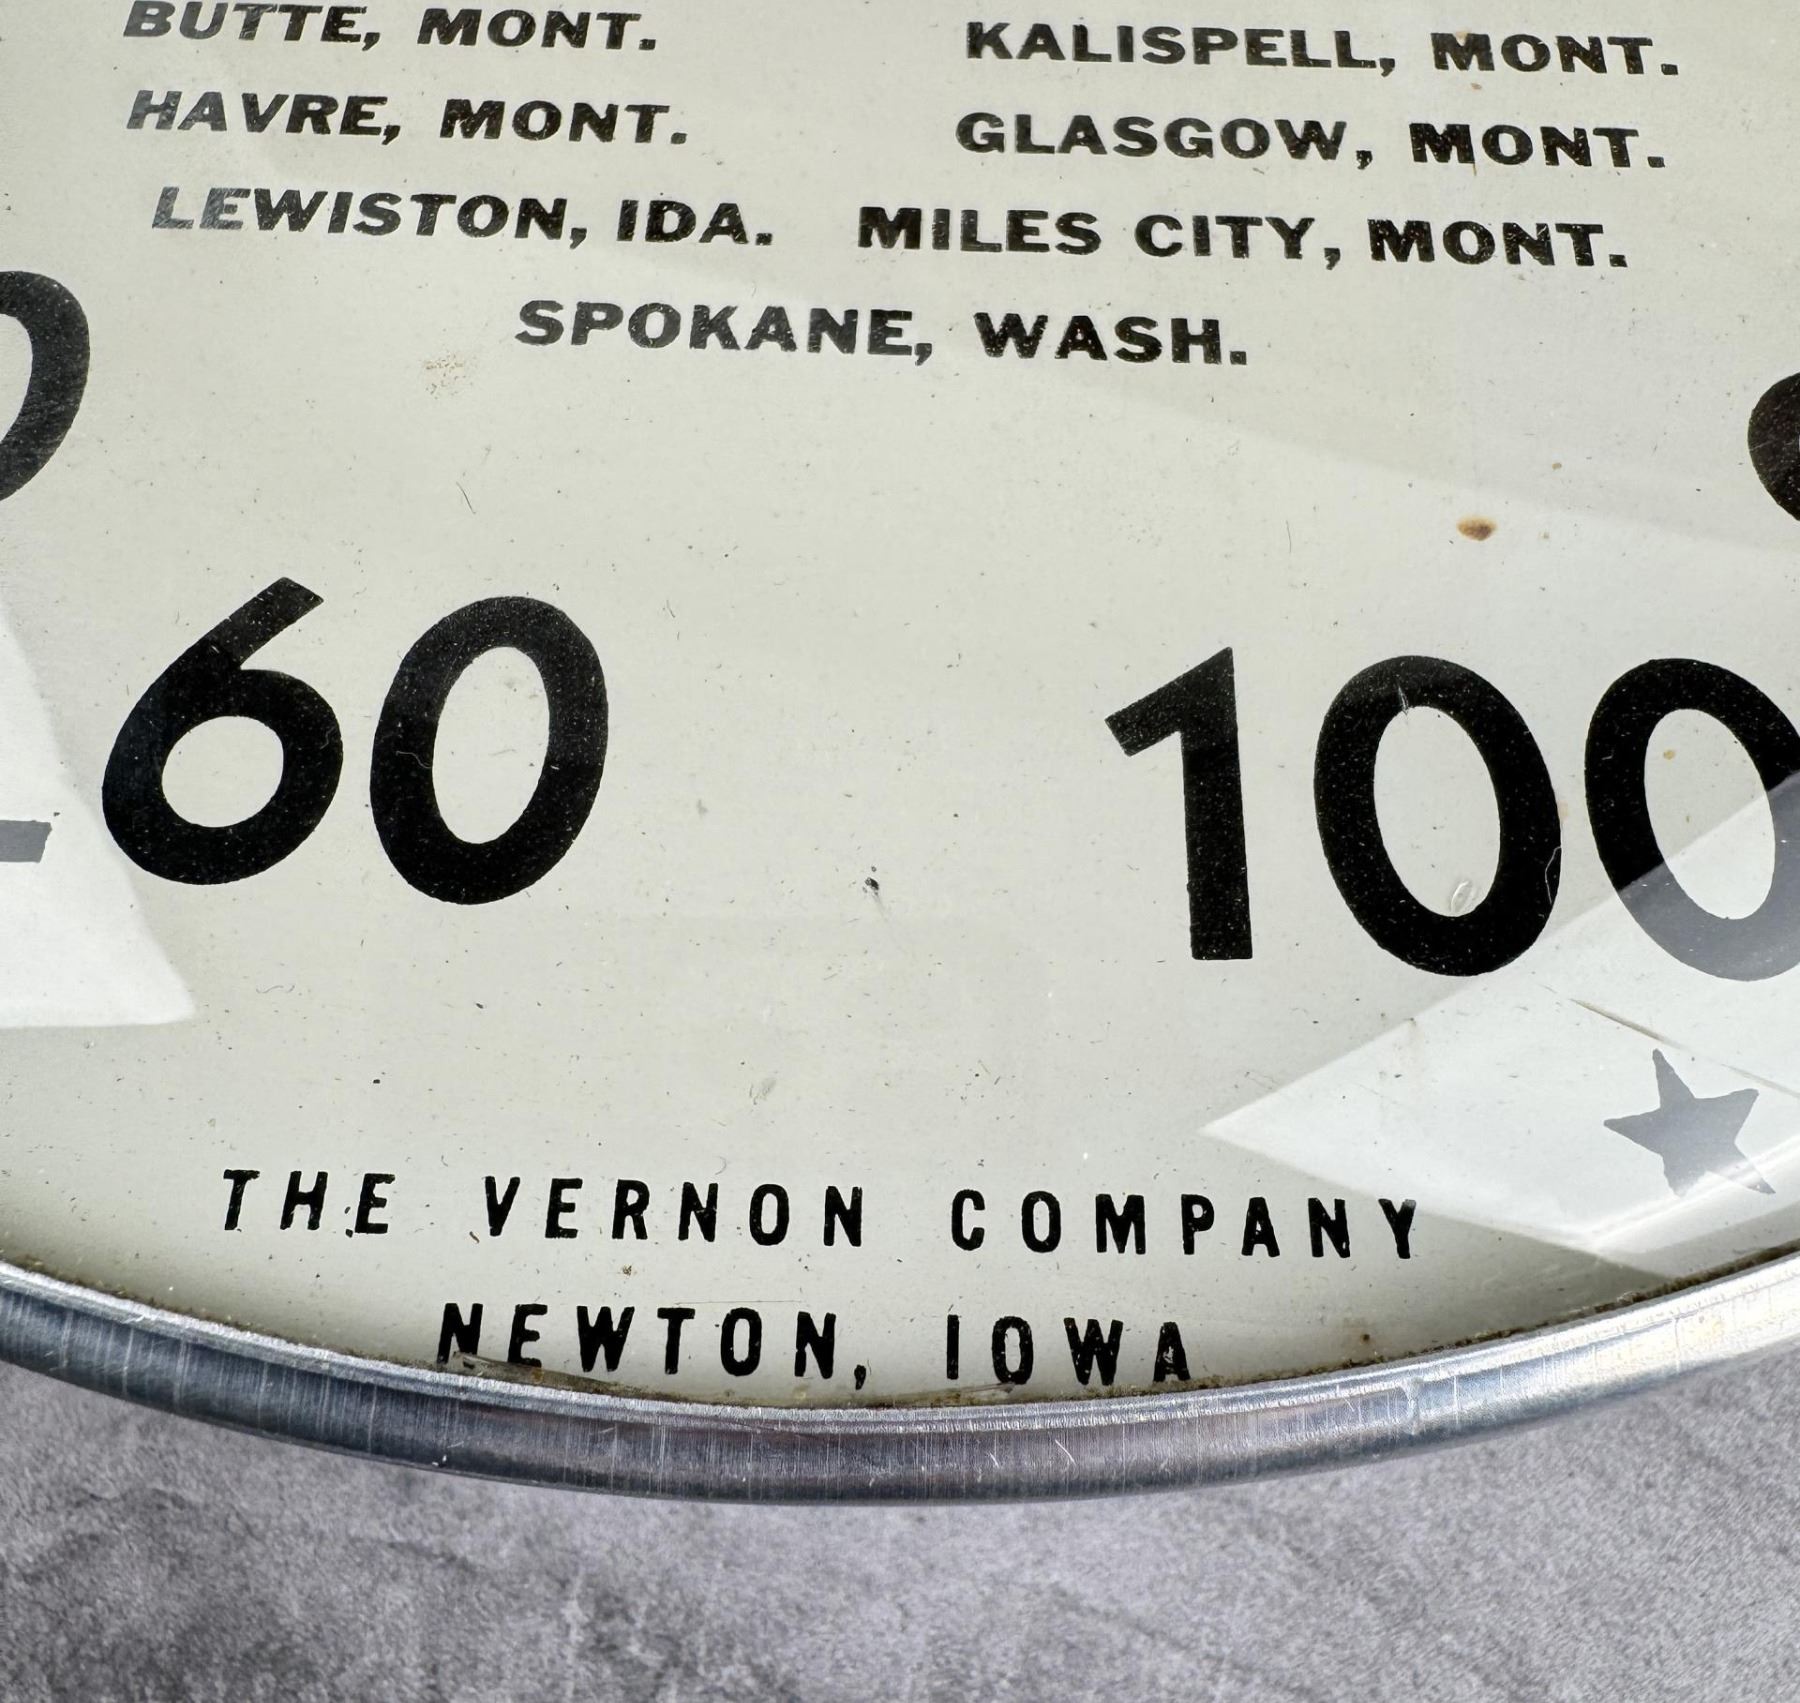 BUTTE, MONT. KALISPELL, MONT.
HAVRE, MONT. GLASGOW, MONT.
LEWISTON, IDA. MILES CITY, MONT.
SPOKANE, WASH.
60 100
THE VERNON COMPANY
NEWTON, IOWA